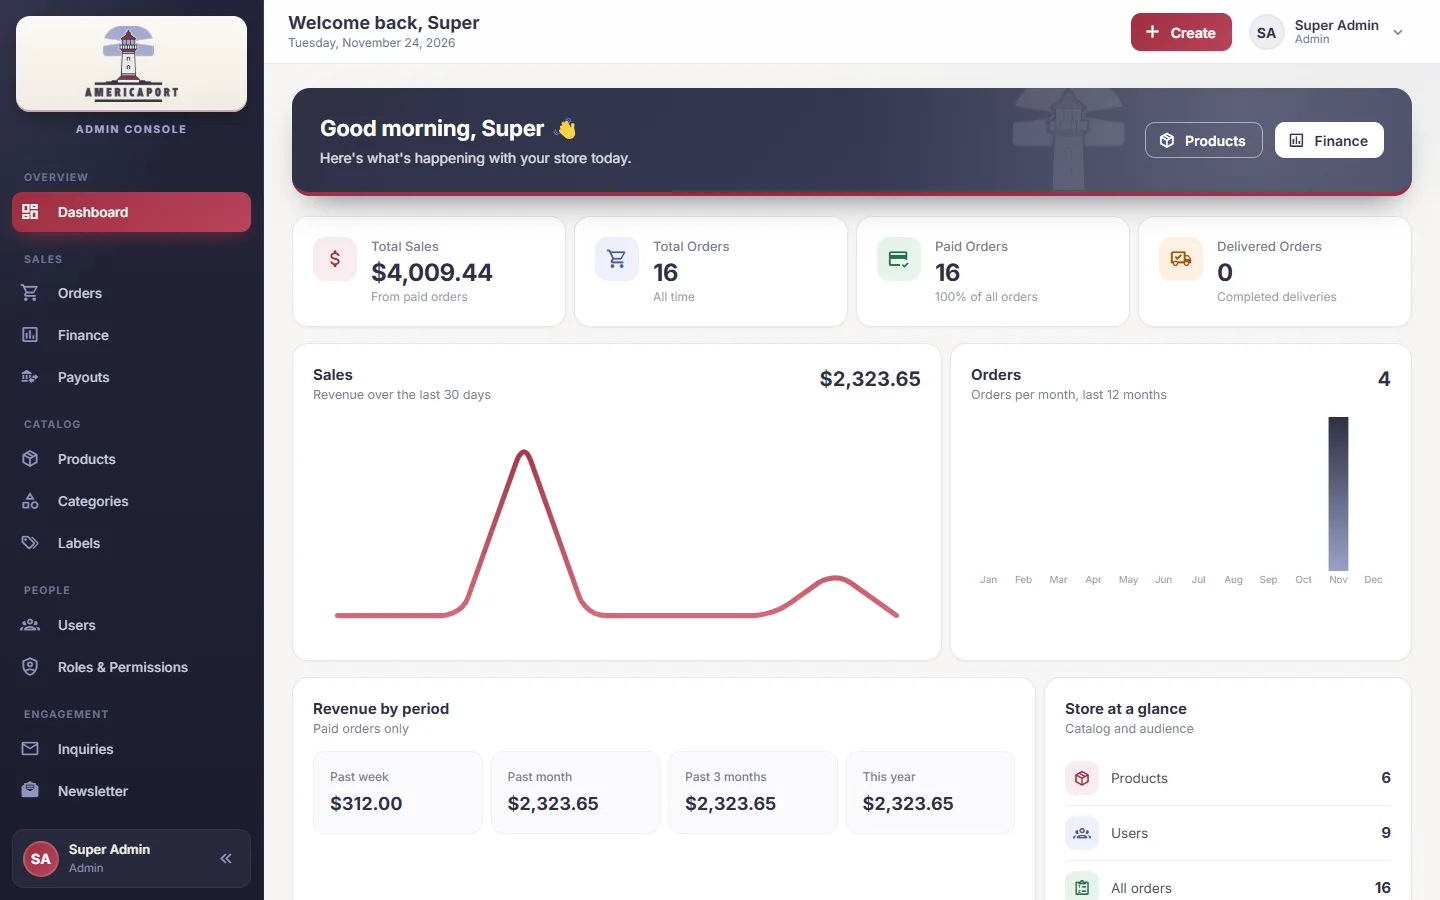 AMERICAPORT
ADMIN CONSOLE
OVERVIEW
Dashboard
SALES
Orders
Finance
Payouts
CATALOG
Products
Categories
Labels
PEOPLE
Users
Roles & Permissions
ENGAGEMENT
Inquiries
Newsletter
SA
Super Admin
Admin
Welcome back, Super
Tuesday, November 24, 2026
Create
SA
Super Admin
Admin
Good morning, Super 👋
Here's what's happening with your store today.
Products
Finance
Total Sales
$4,009.44
From paid orders
Total Orders
16
All time
Paid Orders
16
100% of all orders
Delivered Orders
0
Completed deliveries
Sales
Revenue over the last 30 days
$2,323.65
Orders
Orders per month, last 12 months
4
Jan Feb Mar Apr May Jun Jul Aug Sep Oct Nov Dec
Revenue by period
Paid orders only
Past week
$312.00
Past month
$2,323.65
Past 3 months
$2,323.65
This year
$2,323.65
Store at a glance
Catalog and audience
Products 6
Users 9
All orders 16